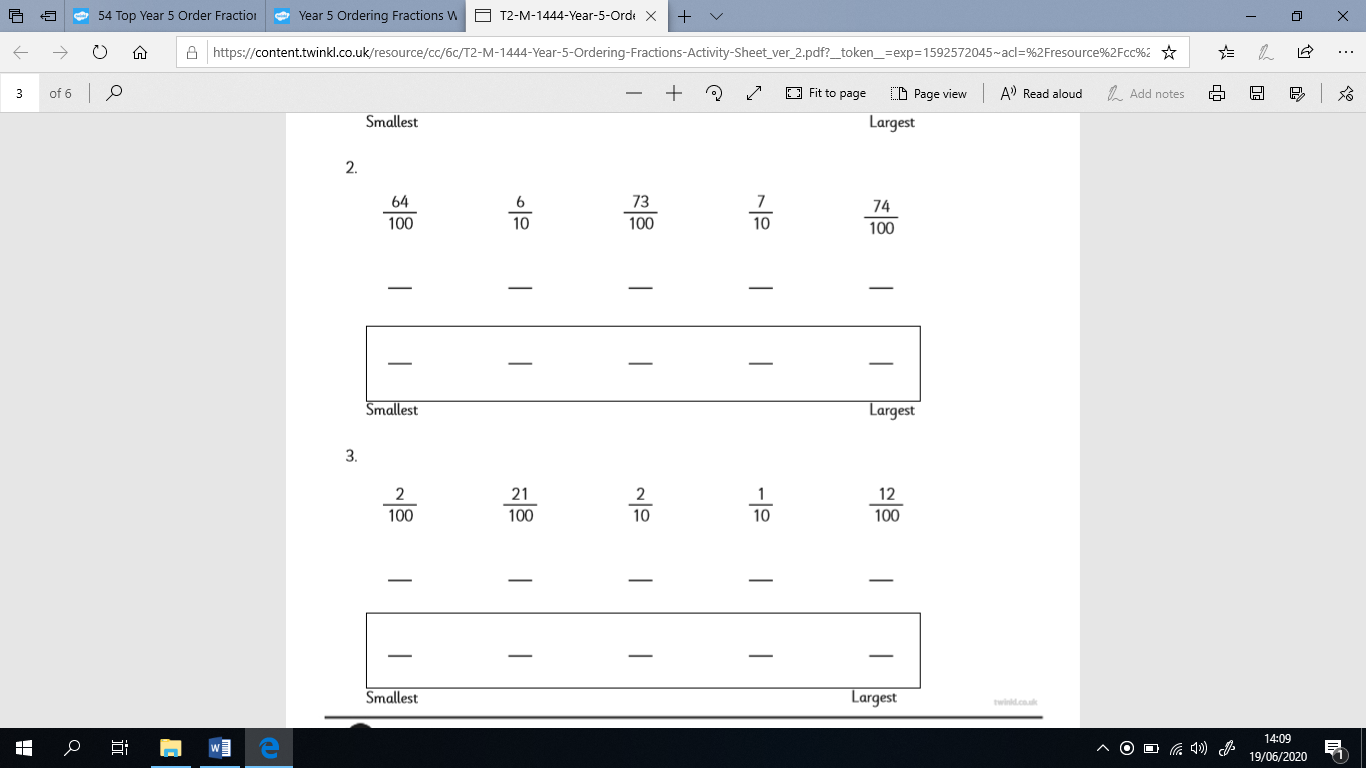 54 Top Year 5 Order Fraction
Year 5 Ordering Fractions W
T2-M-1444-Year-5-Orde
https://content.twinkl.co.uk/resource/cc/6c/T2-M-1444-Year-5-Ordering-Fractions-Activity-Sheet_ver_2.pdf?__token__=exp=1592572045~acl=%2Fresource%2Fcc%2
3 of 6 Fit to page Page view Read aloud Add notes
Smallest Largest
2.
64/100 6/10 73/100 7/10 74/100
Smallest Largest
3.
2/100 21/100 2/10 1/10 12/100
Smallest Largest
twinkl.co.uk
14:09
19/06/2020
1